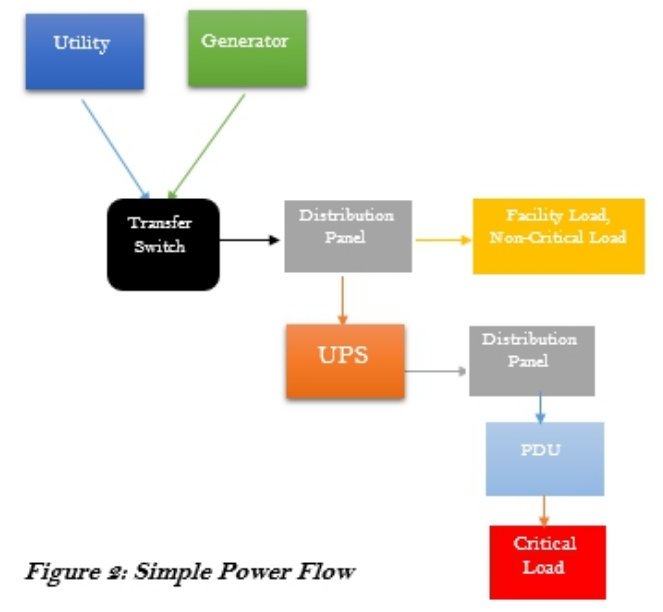 Utility
Generator
Transfer
Switch
Distribution
Panel
Facility Load,
Non-Critical Load
UPS
Distribution
Panel
PDU
Critical
Load
Figure 2: Simple Power Flow